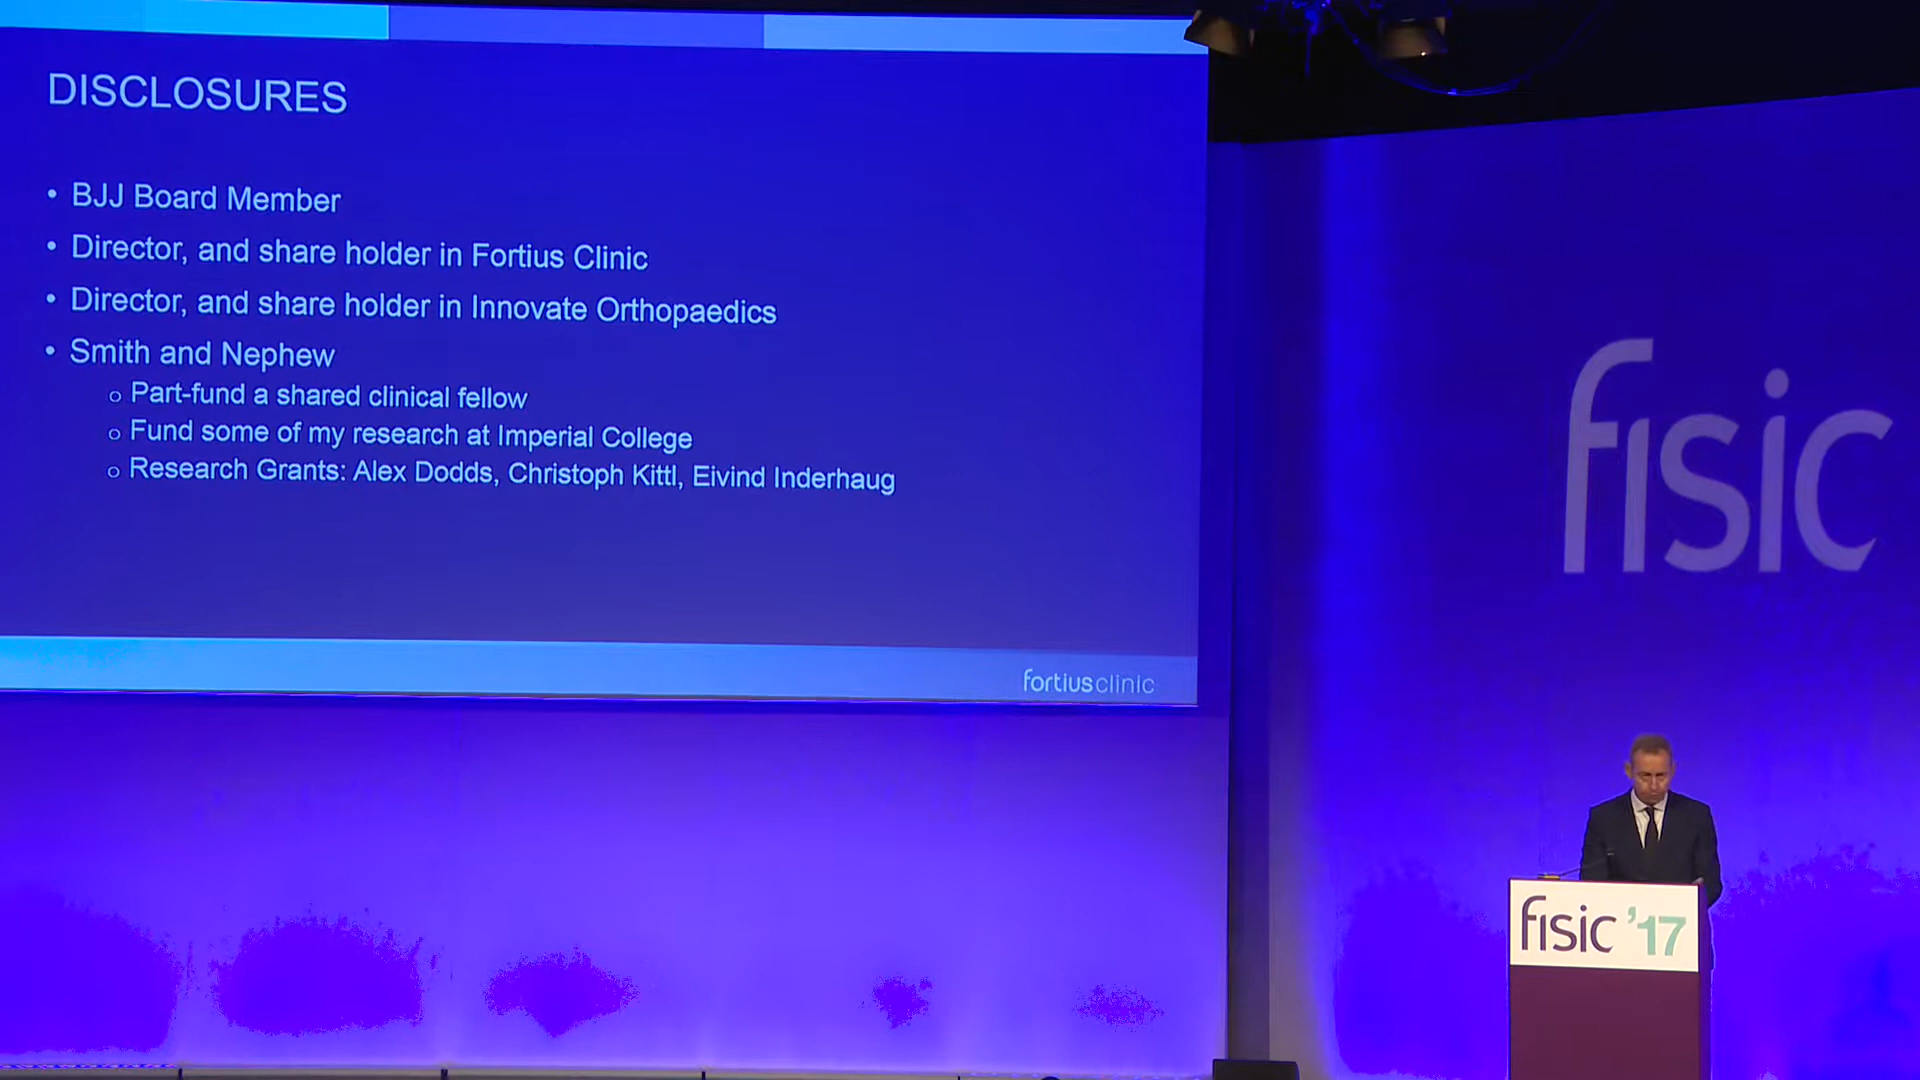 DISCLOSURES
• BJJ Board Member
• Director, and share holder in Fortius Clinic
• Director, and share holder in Innovate Orthopaedics
• Smith and Nephew
o Part-fund a shared clinical fellow
o Fund some of my research at Imperial College
o Research Grants: Alex Dodds, Christoph Kittl, Eivind Inderhaug
fortiusclinic
fisic
fisic '17